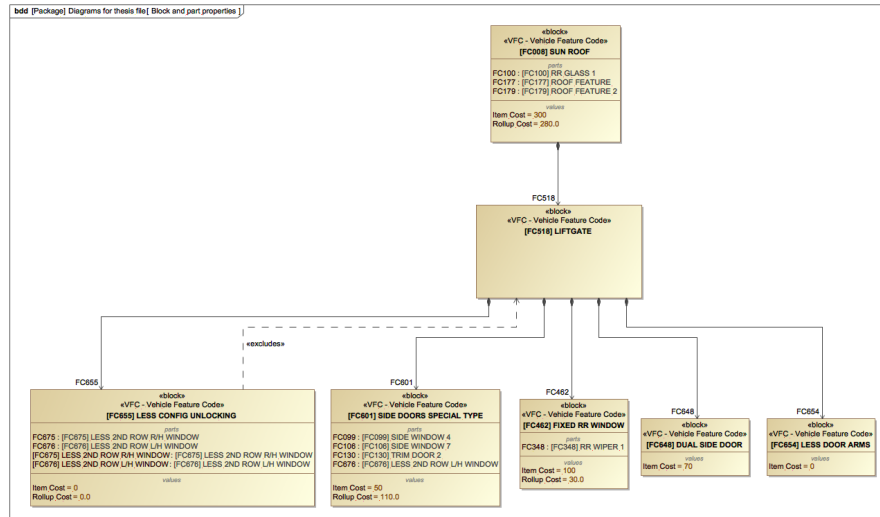 bdd [Package] Diagrams for thesis file[ Block and part properties ]
«block»
«VFC - Vehicle Feature Code»
[FC008] SUN ROOF
parts
FC100 : [FC100] RR GLASS 1
FC177 : [FC177] ROOF FEATURE
FC179 : [FC179] ROOF FEATURE 2
values
Item Cost = 300
Rollup Cost = 280.0
FC518
«block»
«VFC - Vehicle Feature Code»
[FC518] LIFTGATE
«excludes»
FC655
«block»
«VFC - Vehicle Feature Code»
[FC655] LESS CONFIG UNLOCKING
parts
FC675 : [FC675] LESS 2ND ROW R/H WINDOW
FC676 : [FC676] LESS 2ND ROW L/H WINDOW
[FC675] LESS 2ND ROW R/H WINDOW : [FC675] LESS 2ND ROW R/H WINDOW
[FC676] LESS 2ND ROW L/H WINDOW : [FC676] LESS 2ND ROW L/H WINDOW
values
Item Cost = 0
Rollup Cost = 0.0
FC601
«block»
«VFC - Vehicle Feature Code»
[FC601] SIDE DOORS SPECIAL TYPE
parts
FC099 : [FC099] SIDE WINDOW 4
FC106 : [FC106] SIDE WINDOW 7
FC130 : [FC130] TRIM DOOR 2
FC676 : [FC676] LESS 2ND ROW L/H WINDOW
values
Item Cost = 50
Rollup Cost = 110.0
FC462
«block»
«VFC - Vehicle Feature Code»
[FC462] FIXED RR WINDOW
parts
FC348 : [FC348] RR WIPER 1
values
Item Cost = 100
Rollup Cost = 30.0
FC648
«block»
«VFC - Vehicle Feature Code»
[FC648] DUAL SIDE DOOR
values
Item Cost = 70
FC654
«block»
«VFC - Vehicle Feature Code»
[FC654] LESS DOOR ARMS
values
Item Cost = 0